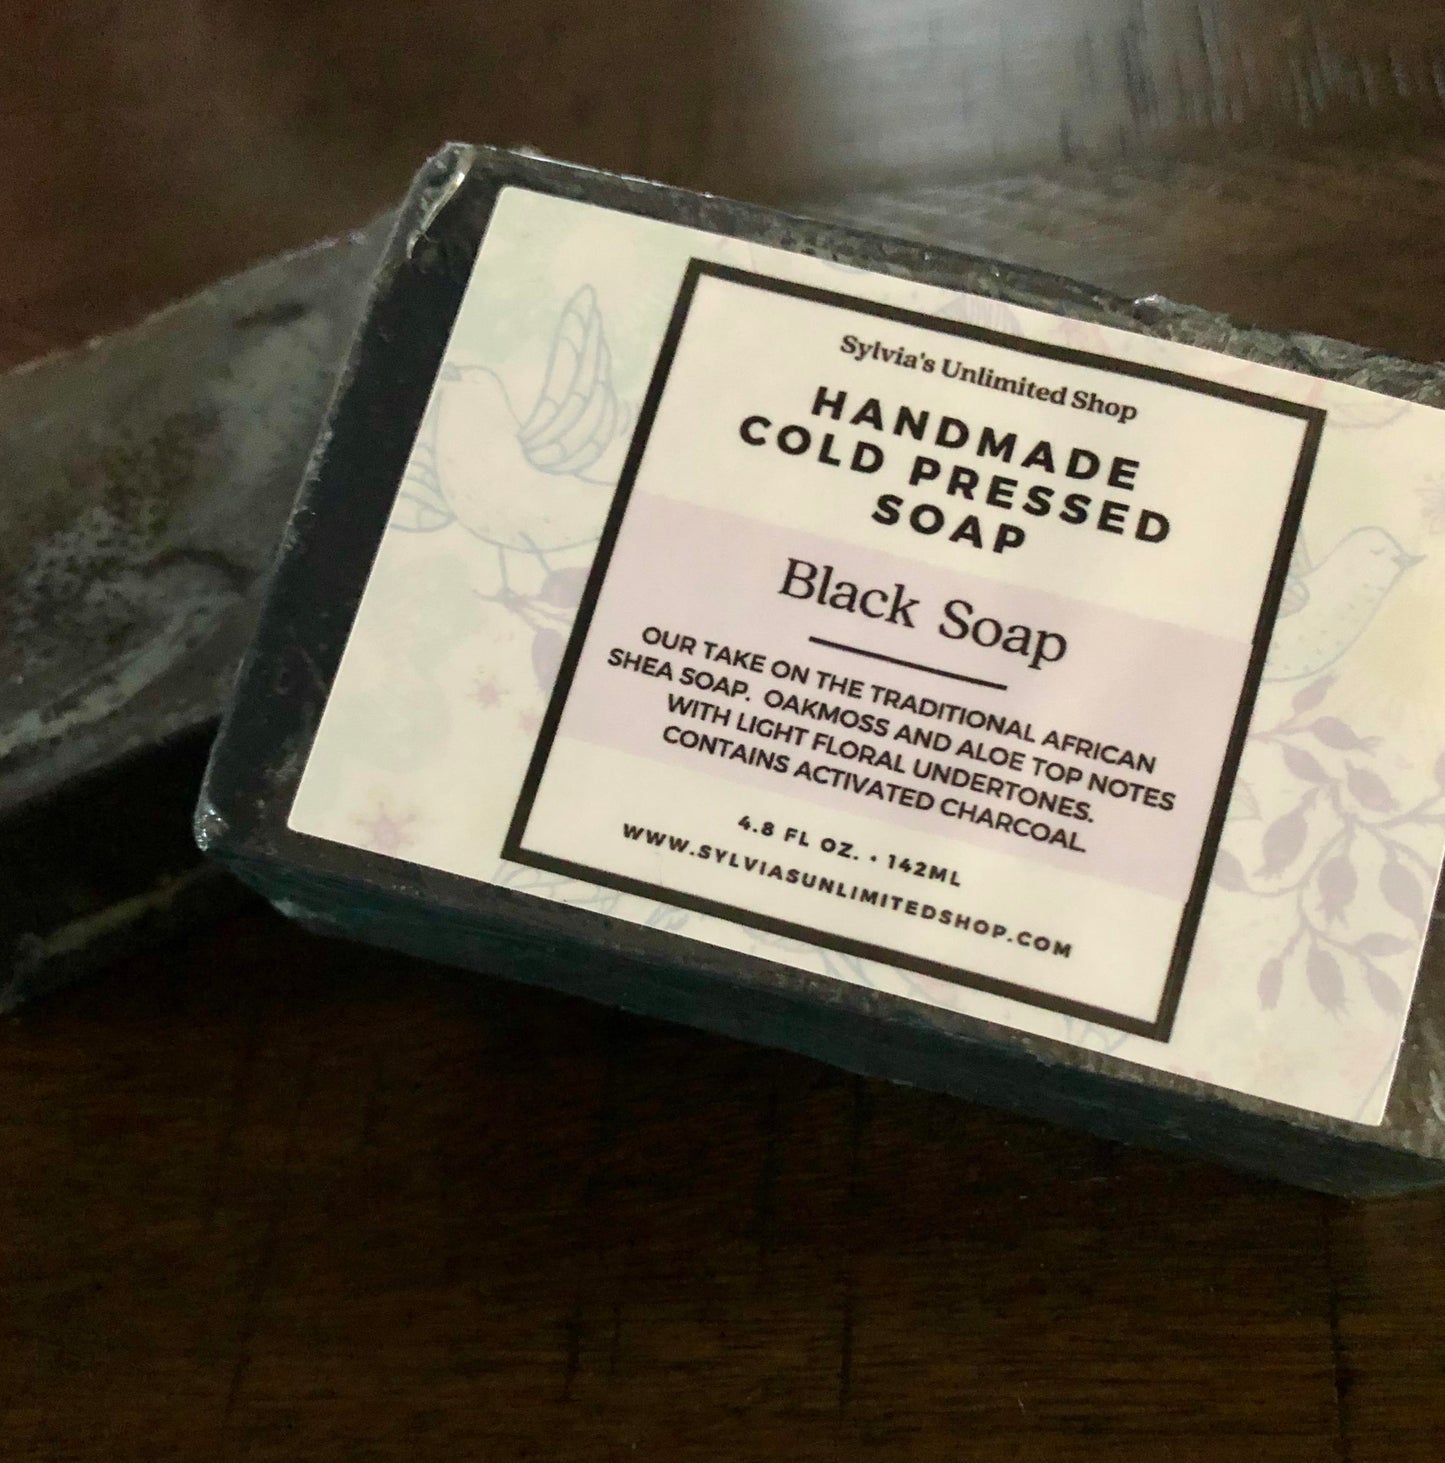 Sylvia's Unlimited Shop
HANDMADE
COLD PRESSED
SOAP
Black Soap
OUR TAKE ON THE TRADITIONAL AFRICAN
SHEA SOAP. OAKMOSS AND ALOE TOP NOTES
WITH LIGHT FLORAL UNDERTONES.
CONTAINS ACTIVATED CHARCOAL
4.8 FL OZ. • 142ML
WWW.SYLVIASUNLIMITEDSHOP.COM